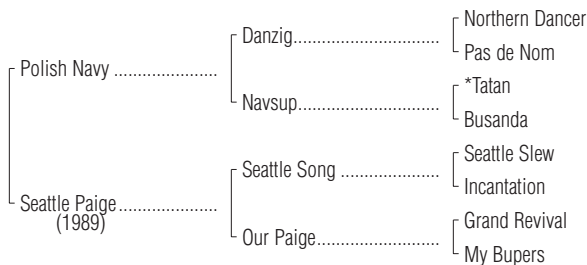 Northern Dancer
Danzig
Pas de Nom
Polish Navy
*Tatan
Navsup
Busanda
Seattle Slew
Seattle Song
Incantation
Seattle Paige
(1989)
Grand Revival
Our Paige
My Bupers